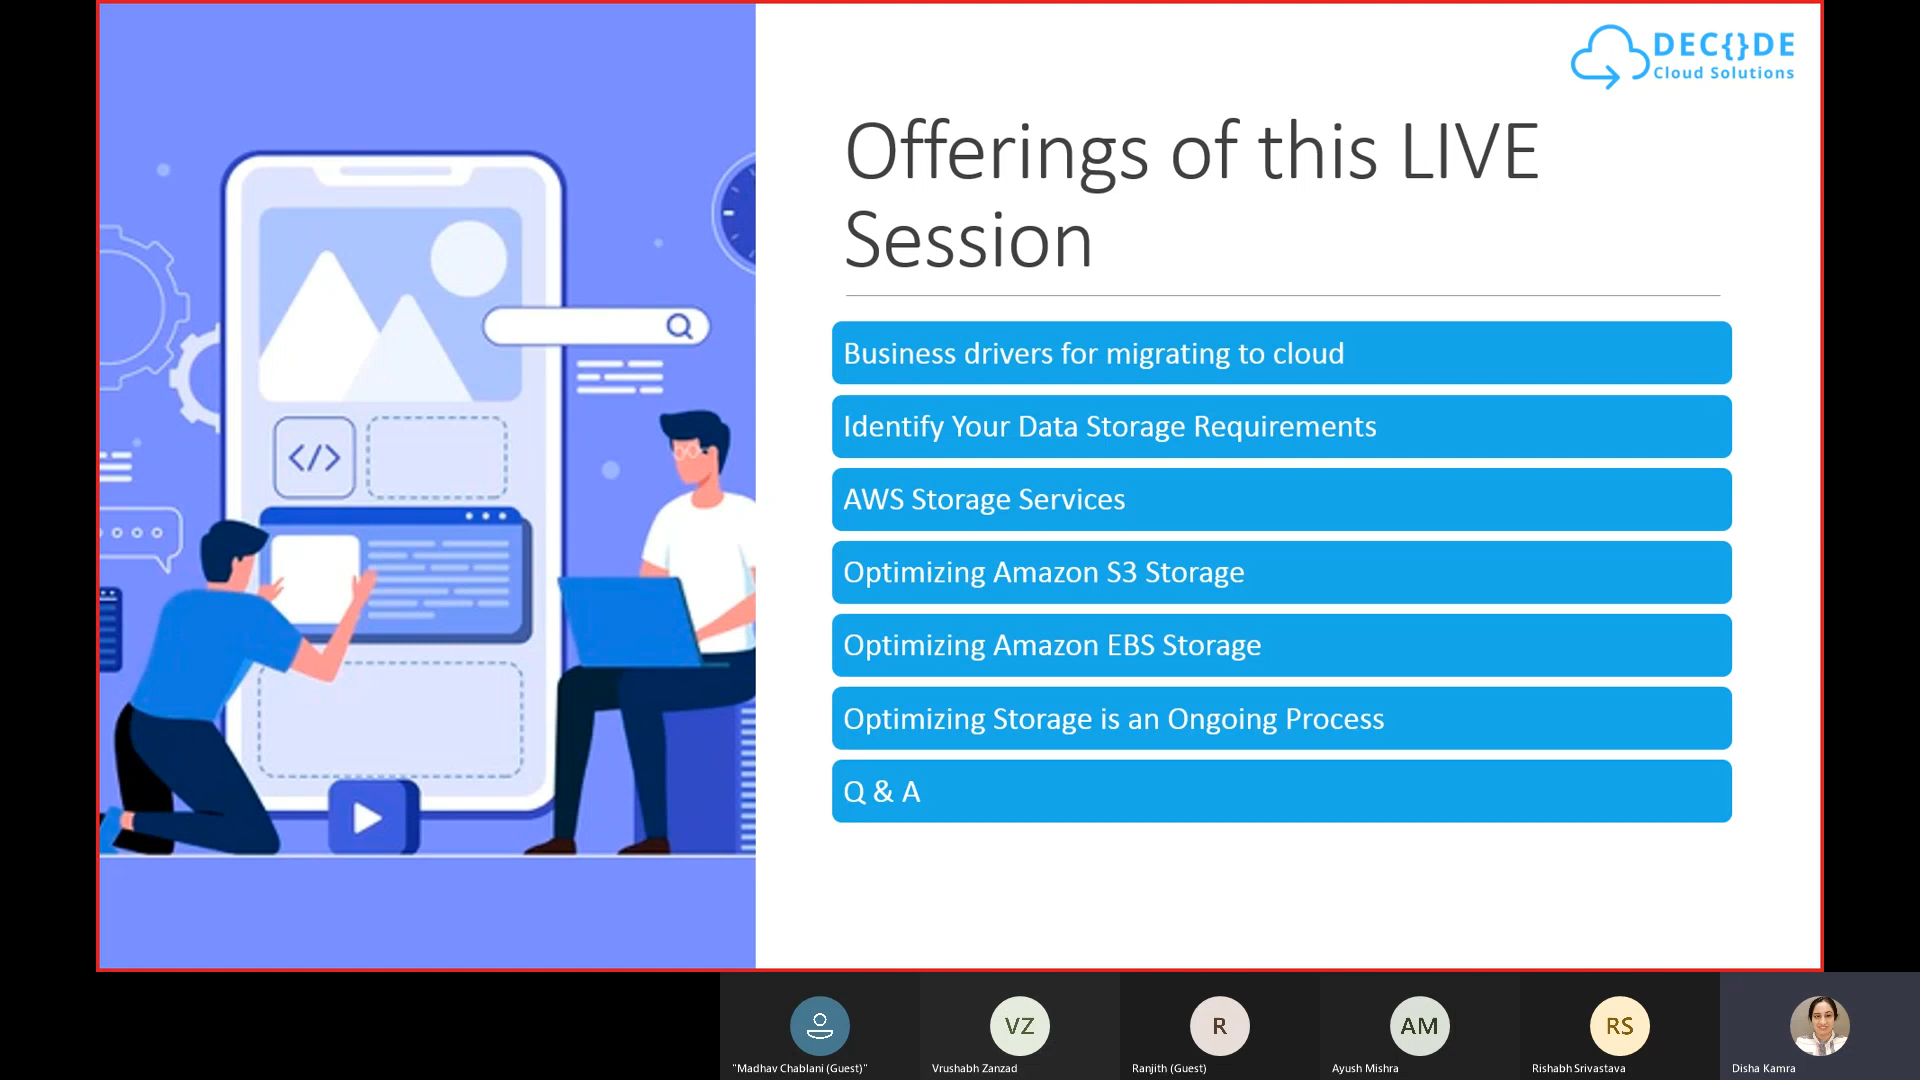 DEC{}DE
Cloud Solutions
Offerings of this LIVE
Session
Business drivers for migrating to cloud
Identify Your Data Storage Requirements
AWS Storage Services
Optimizing Amazon S3 Storage
Optimizing Amazon EBS Storage
Optimizing Storage is an Ongoing Process
Q & A
</>
VZ
R
AM
RS
"Madhav Chablani (Guest)"
Vrushabh Zanzad
Ranjith (Guest)
Ayush Mishra
Rishabh Srivastava
Disha Kamra